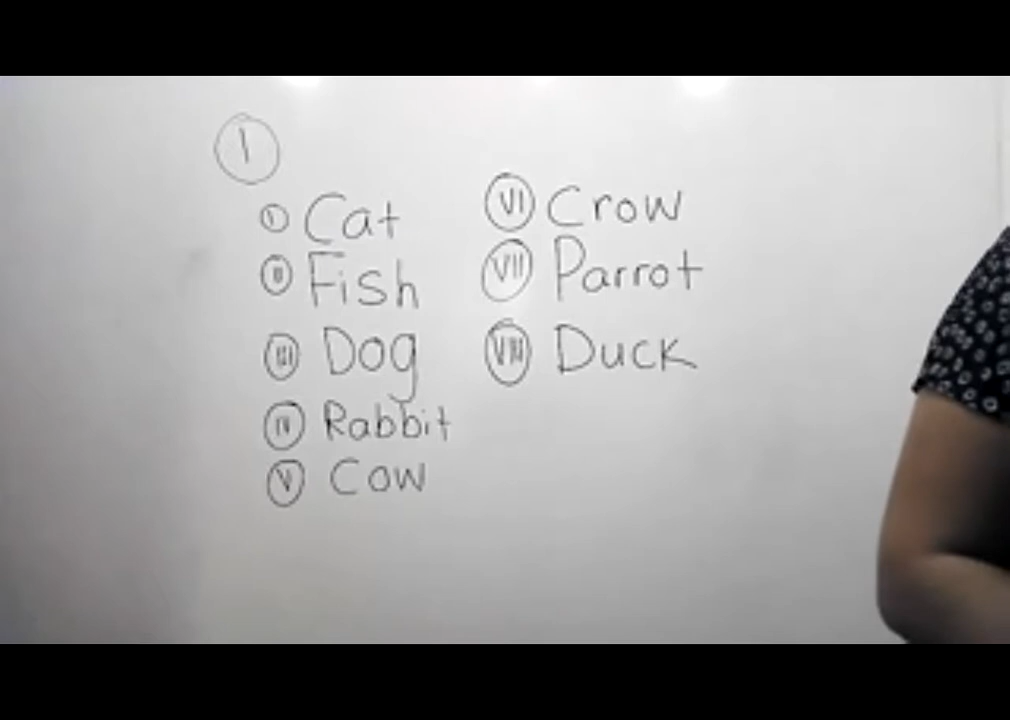 1
I Cat
II Fish
III Dog
IV Rabbit
V Cow
VI Crow
VII Parrot
VIII Duck